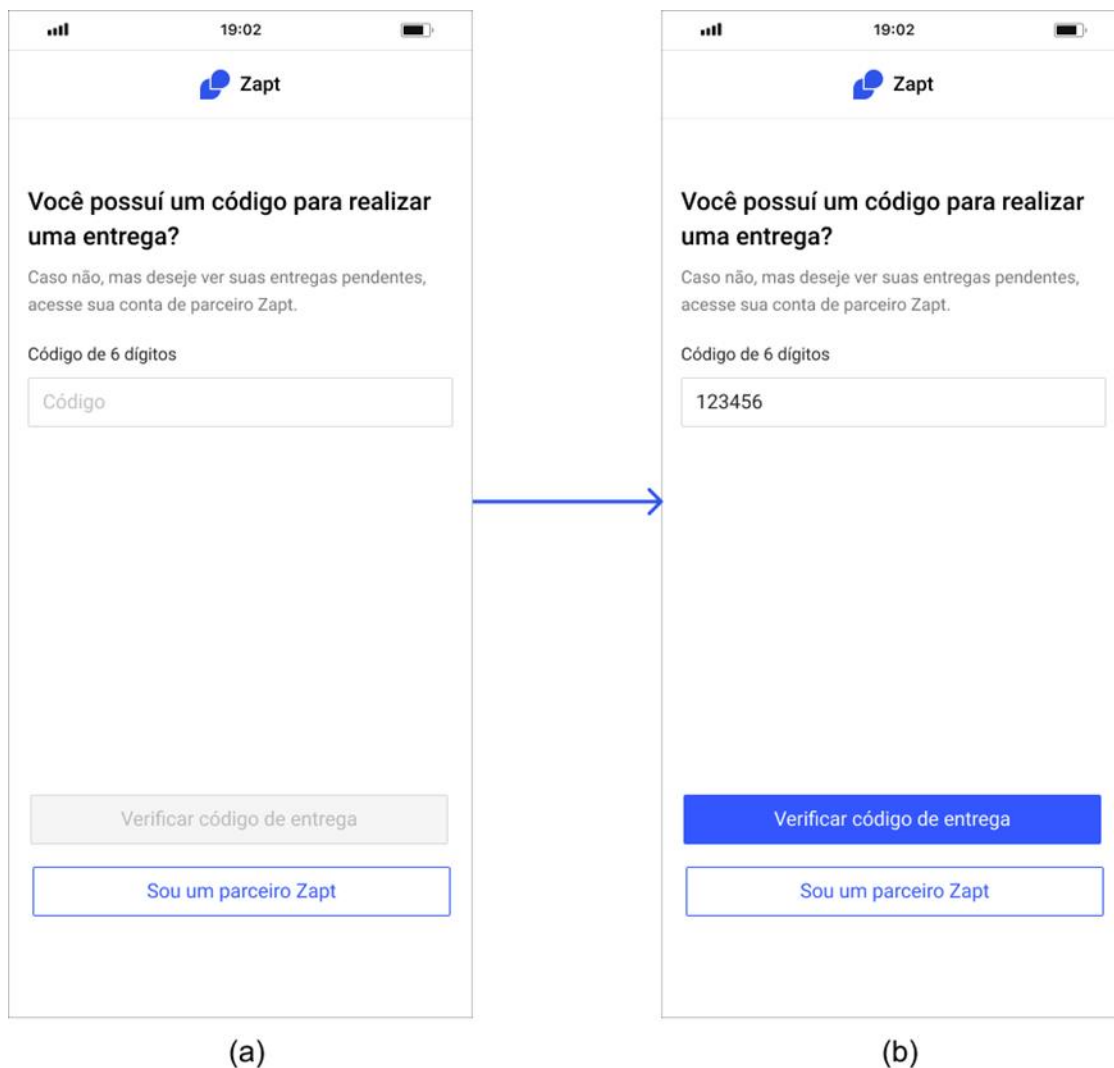 19:02
Zapt
Você possuí um código para realizar
uma entrega?
Caso não, mas deseje ver suas entregas pendentes,
acesse sua conta de parceiro Zapt.
Código de 6 dígitos
Código
Verificar código de entrega
Sou um parceiro Zapt
(a)
19:02
Zapt
Você possuí um código para realizar
uma entrega?
Caso não, mas deseje ver suas entregas pendentes,
acesse sua conta de parceiro Zapt.
Código de 6 dígitos
123456
Verificar código de entrega
Sou um parceiro Zapt
(b)